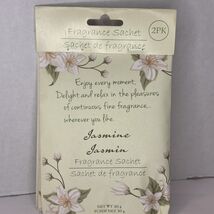 Fragrance Sachet
Sachet de fragrance
2PK
Enjoy every moment.
Delight and relax in the pleasures
of continuous fine fragrance...
wherever you like.
Jasmine
Jasmin
Fragrance Sachet
Sachet de fragrance